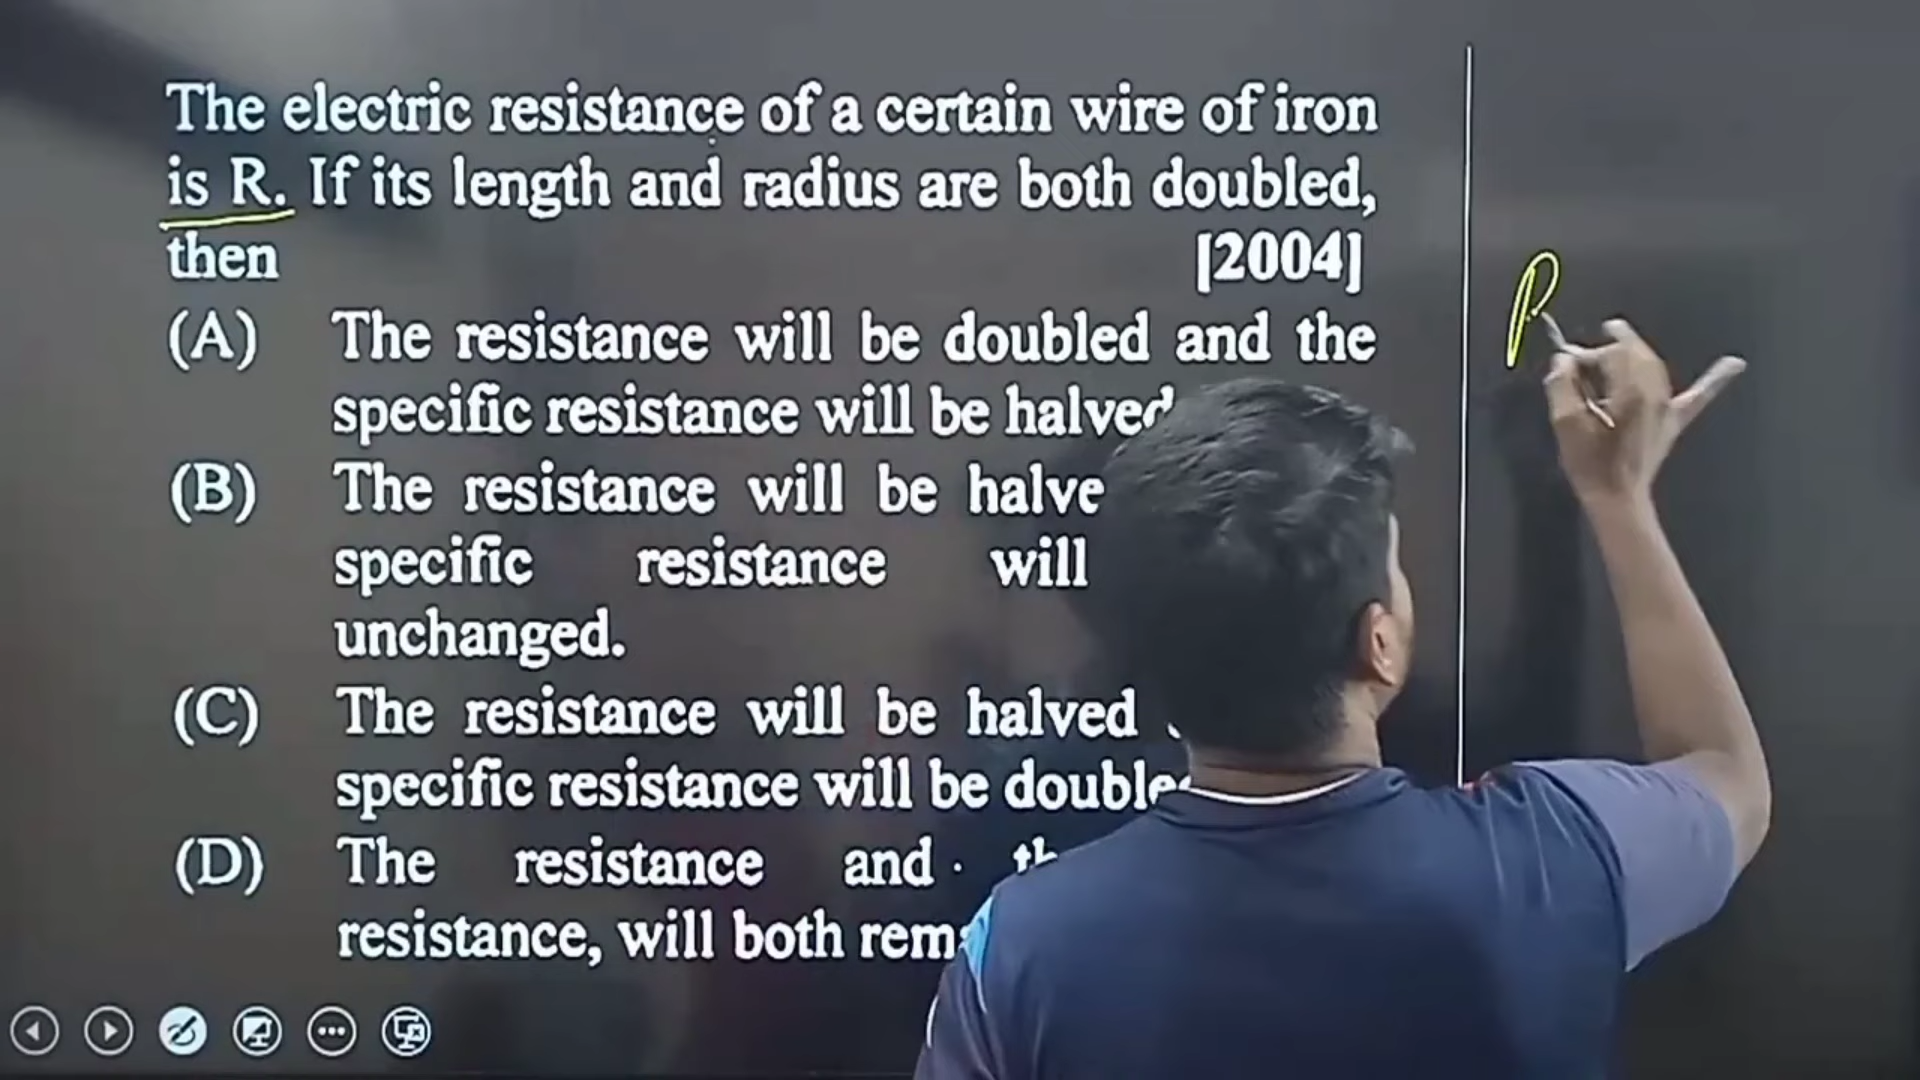 The electric resistance of a certain wire of iron
is R. If its length and radius are both doubled,
then [2004]
(A) The resistance will be doubled and the
specific resistance will be halved
(B) The resistance will be
specific resistance will
unchanged.
(C) The resistance will be halved
specific resistance will be
(D) The resistance and
resistance, will both